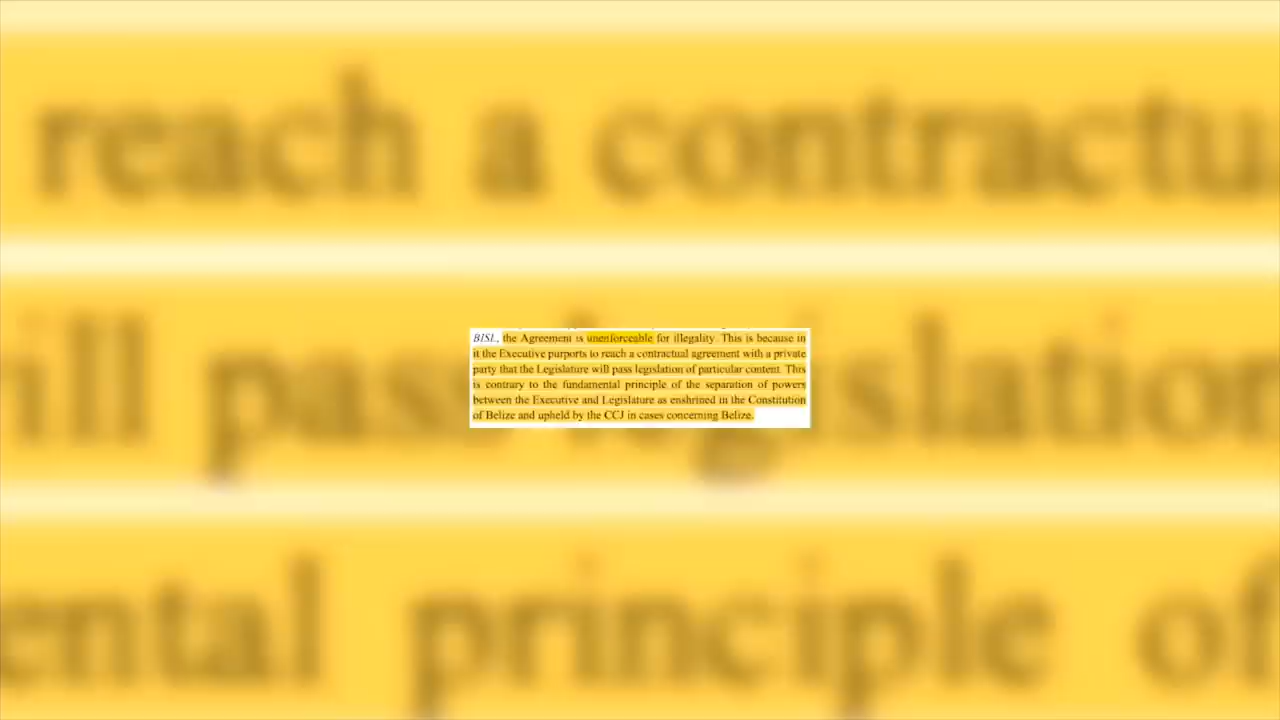 reach a contractu
BISL, the Agreement is unenforceable for illegality. This is because in
it the Executive purports to reach a contractual agreement with a private
party that the Legislature will pass legislation of particular content. This
is contrary to the fundamental principle of the separation of powers
between the Executive and Legislature as enshrined in the Constitution
of Belize and upheld by the CCJ in cases concerning Belize.
ill pass legislation
ental principle of